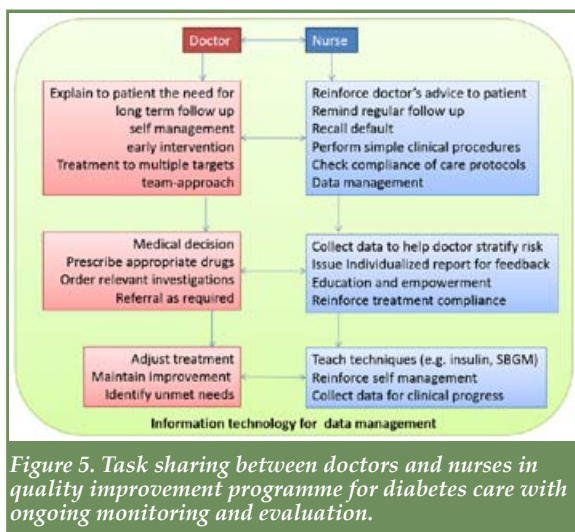 Doctor
Nurse
Explain to patient the need for
long term follow up
self management
early intervention
Treatment to multiple targets
team-approach
Reinforce doctor's advice to patient
Remind regular follow up
Recall default
Perform simple clinical procedures
Check compliance of care protocols
Data management
Medical decision
Prescribe appropriate drugs
Order relevant investigations
Referral as required
Collect data to help doctor stratify risk
Issue Individualized report for feedback
Education and empowerment
Reinforce treatment compliance
Adjust treatment
Maintain improvement
Identify unmet needs
Teach techniques (e.g. insulin, SBGM)
Reinforce self management
Collect data for clinical progress
Information technology for data management
Figure 5. Task sharing between doctors and nurses in
quality improvement programme for diabetes care with
ongoing monitoring and evaluation.